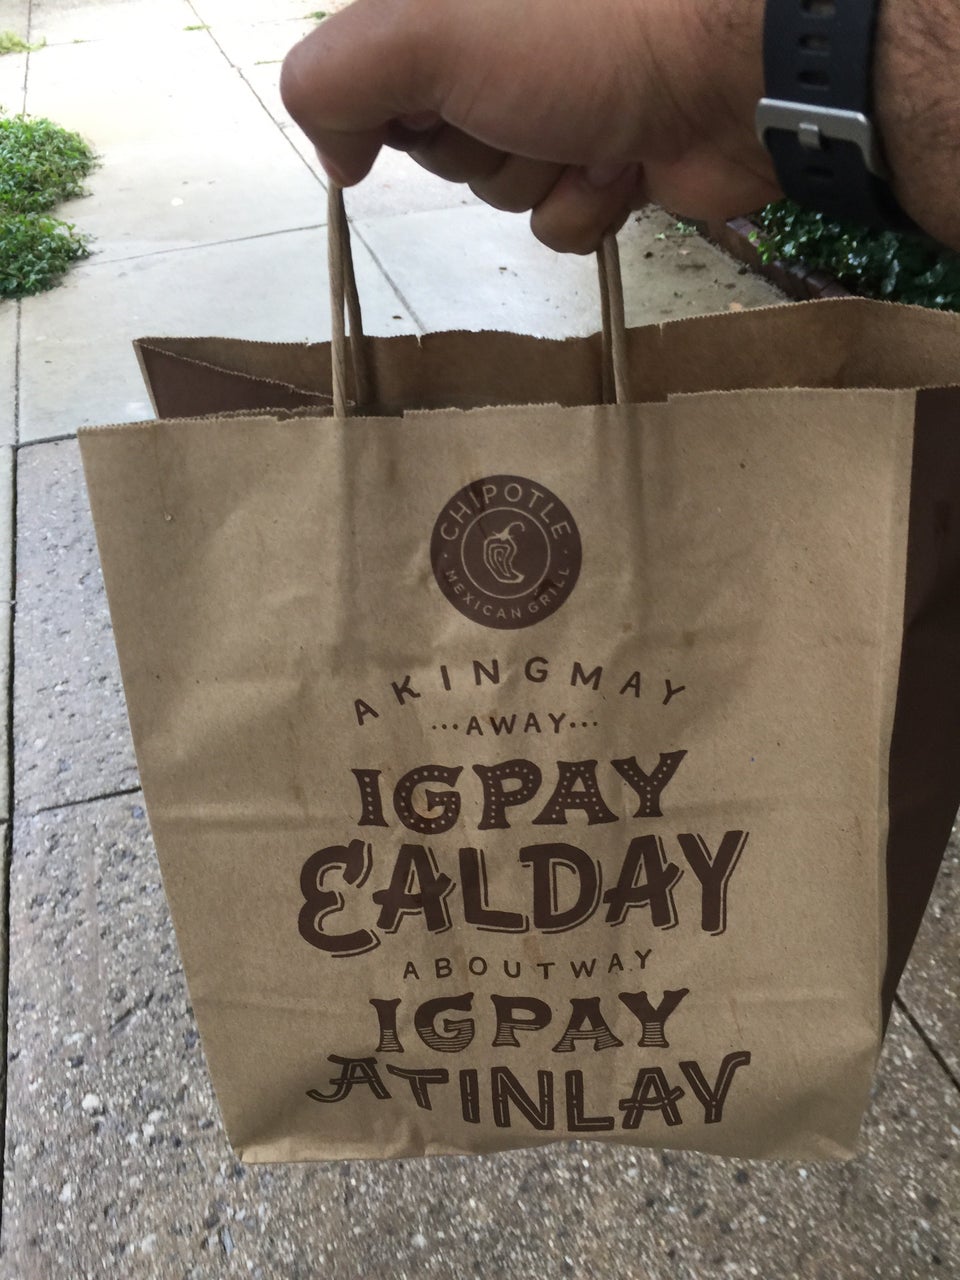 CHIPOTLE
MEXICAN GRILL
AKINGMAY
...AWAY...
IGPAY
EALDAY
ABOUTWAY
IGPAY
ATINLAY